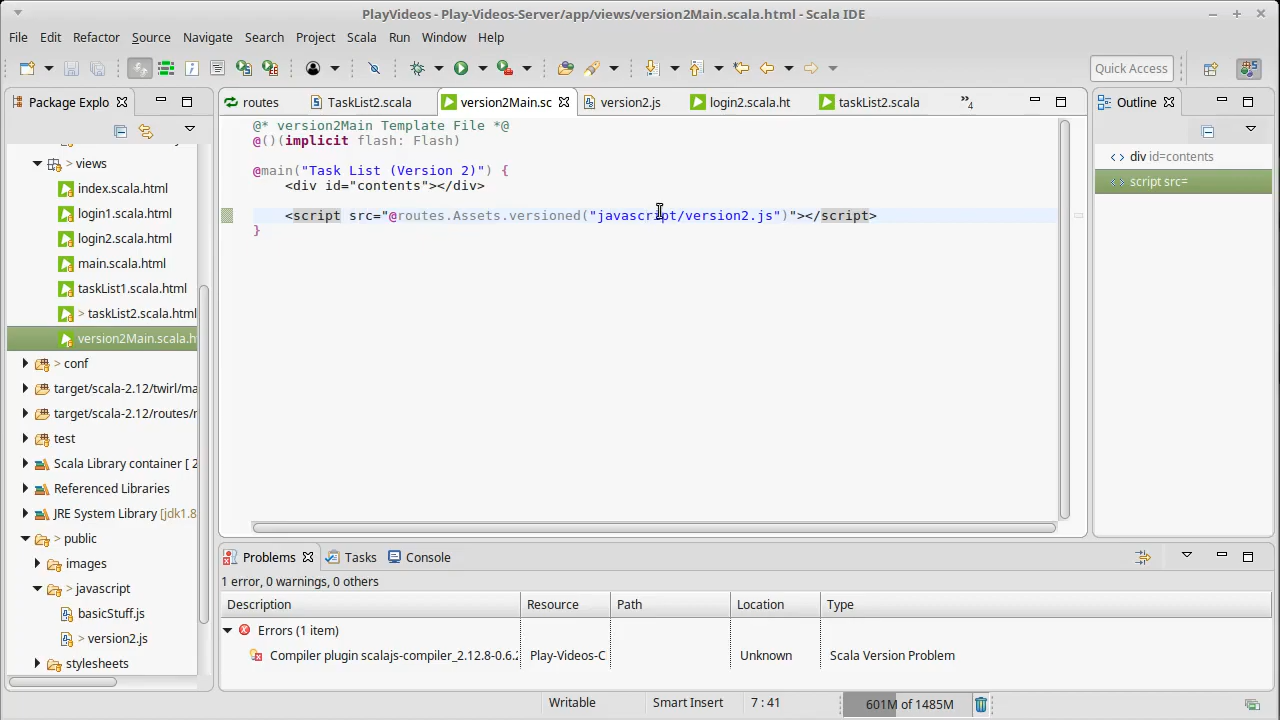 PlayVideos - Play-Videos-Server/app/views/version2Main.scala.html - Scala IDE
File Edit Refactor Source Navigate Search Project Scala Run Window Help
Quick Access
Package Explo
routes TaskList2.scala version2Main.sc version2.js login2.scala.ht taskList2.scala »4
Outline
> views
index.scala.html
login1.scala.html
login2.scala.html
main.scala.html
taskList1.scala.html
> taskList2.scala.html
version2Main.scala.h
> conf
target/scala-2.12/twirl/ma
target/scala-2.12/routes/r
test
Scala Library container [ 2
Referenced Libraries
JRE System Library [jdk1.8
> public
images
> javascript
basicStuff.js
> version2.js
stylesheets
@* version2Main Template File *@
@()(implicit flash: Flash)
@main("Task List (Version 2)") {
<div id="contents"></div>
<script src="@routes.Assets.versioned("javascript/version2.js")"></script>
}
<> div id=contents
<> script src=
Problems Tasks Console
1 error, 0 warnings, 0 others
Description Resource Path Location Type
Errors (1 item)
Compiler plugin scalajs-compiler_2.12.8-0.6.2 Play-Videos-C Unknown Scala Version Problem
Writable Smart Insert 7 : 41 601M of 1485M